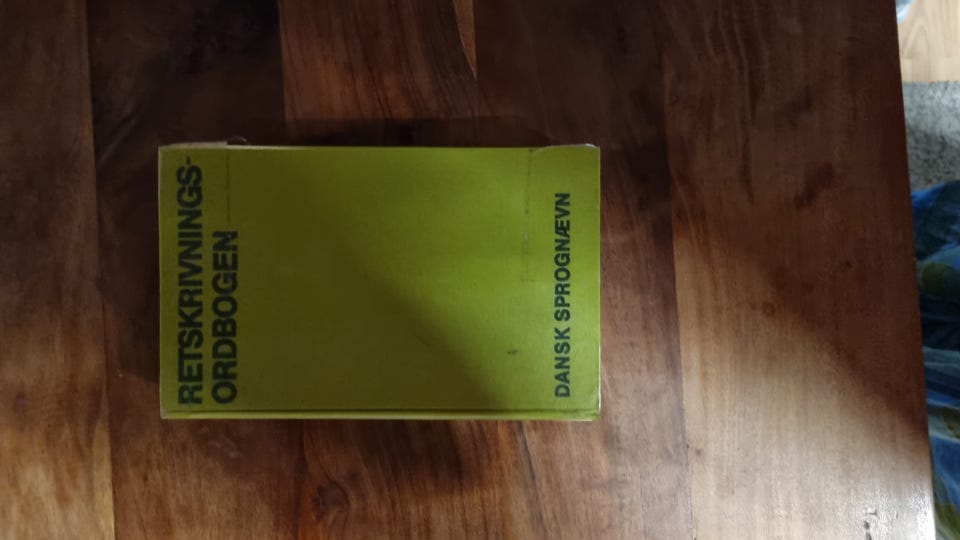 RETSKRIVNINGS-
ORDBOGEN
DANSK SPROGNÆVN